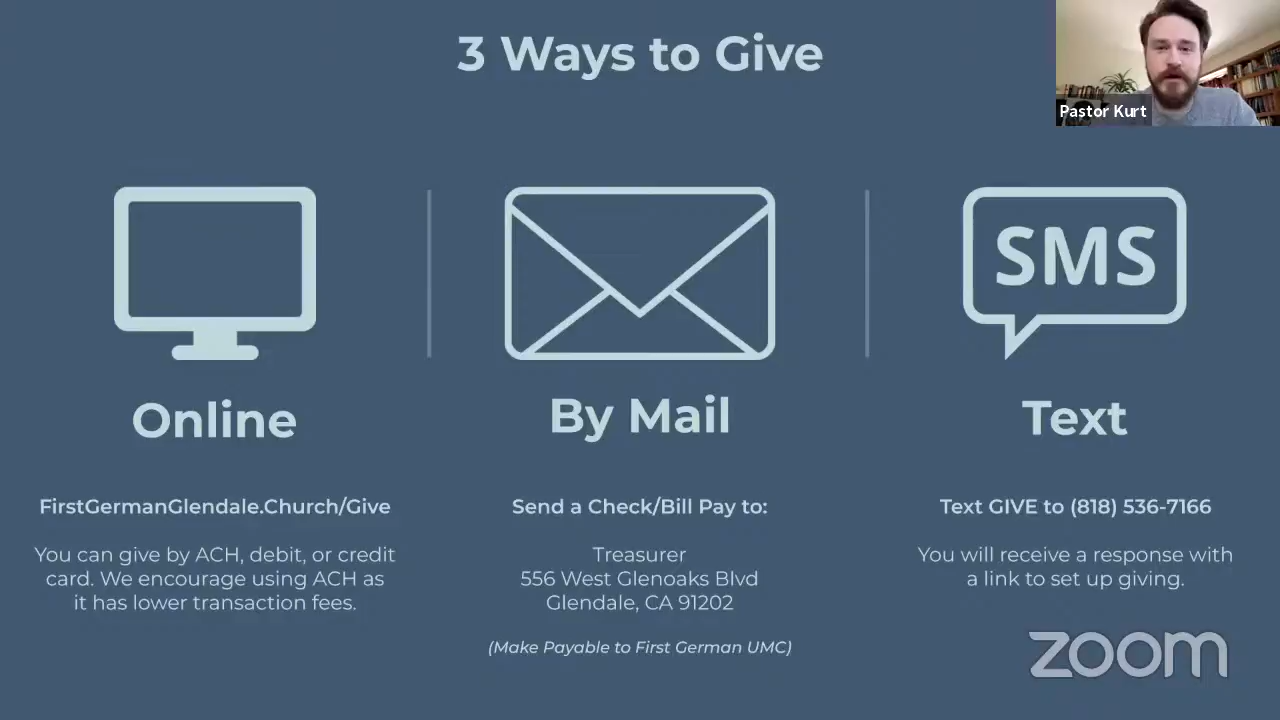 3 Ways to Give
Pastor Kurt
SMS
Online
By Mail
Text
FirstGermanGlendale.Church/Give
You can give by ACH, debit, or credit
card. We encourage using ACH as
it has lower transaction fees.
Send a Check/Bill Pay to:
Treasurer
556 West Glenoaks Blvd
Glendale, CA 91202
(Make Payable to First German UMC)
Text GIVE to (818) 536-7166
You will receive a response with
a link to set up giving.
zoom